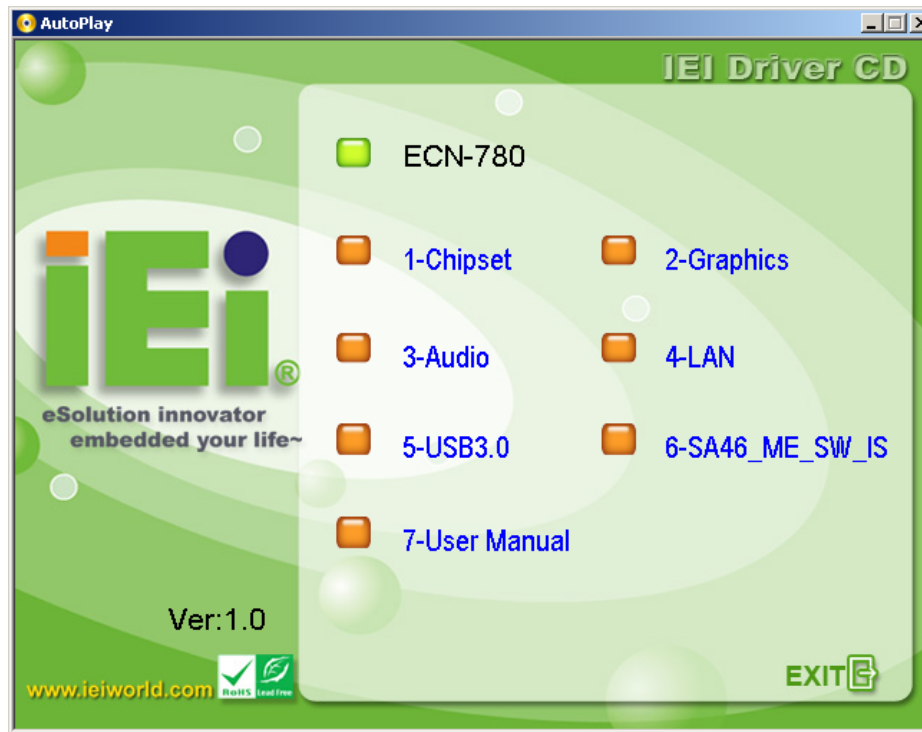 AutoPlay
IEI Driver CD
ECN-780
1-Chipset
2-Graphics
3-Audio
4-LAN
5-USB3.0
6-SA46_ME_SW_IS
7-User Manual
iEi®
eSolution innovator
embedded your life~
Ver:1.0
www.ieiworld.com
RoHS
Lead Free
EXIT